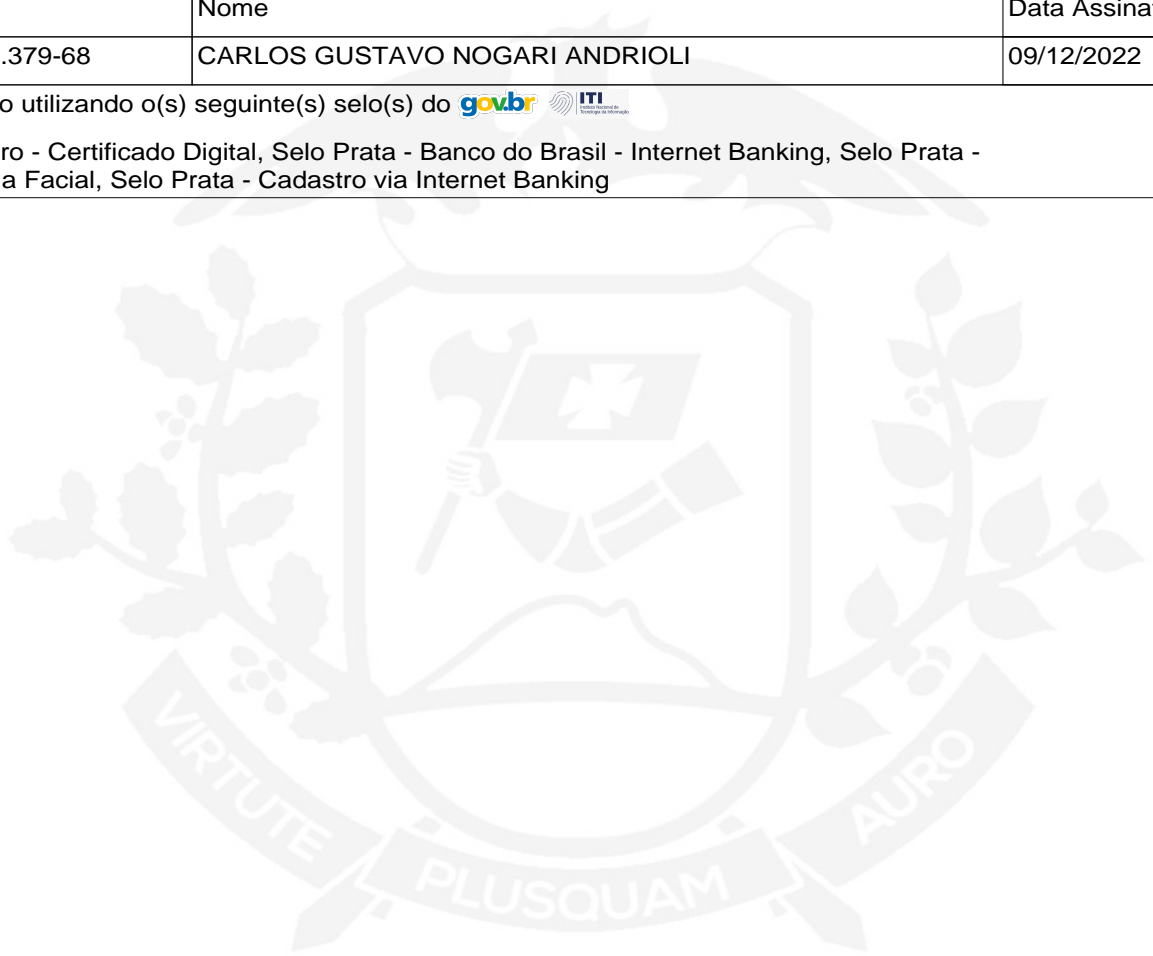 Nome Data Assina
.379-68 CARLOS GUSTAVO NOGARI ANDRIOLI 09/12/2022
o utilizando o(s) seguinte(s) selo(s) do gov.br ITI
ro - Certificado Digital, Selo Prata - Banco do Brasil - Internet Banking, Selo Prata -
a Facial, Selo Prata - Cadastro via Internet Banking
VIRTUTE PLUSQUAM AURO